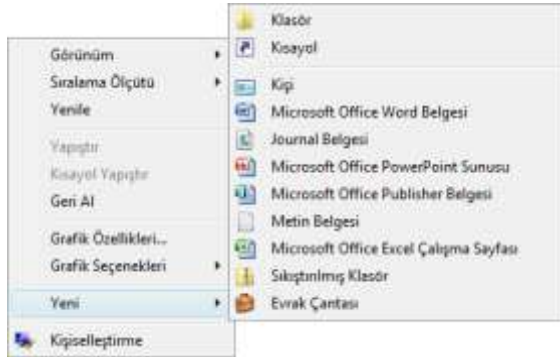 Görünüm
Sıralama Ölçütü
Yenile
Yapıştır
Kısayol Yapıştır
Geri Al
Grafik Özellikleri...
Grafik Seçenekleri
Yeni
Kişiselleştirme
Klasör
Kısayol
Kişi
Microsoft Office Word Belgesi
Journal Belgesi
Microsoft Office PowerPoint Sunusu
Microsoft Office Publisher Belgesi
Metin Belgesi
Microsoft Office Excel Çalışma Sayfası
Sıkıştırılmış Klasör
Evrak Çantası